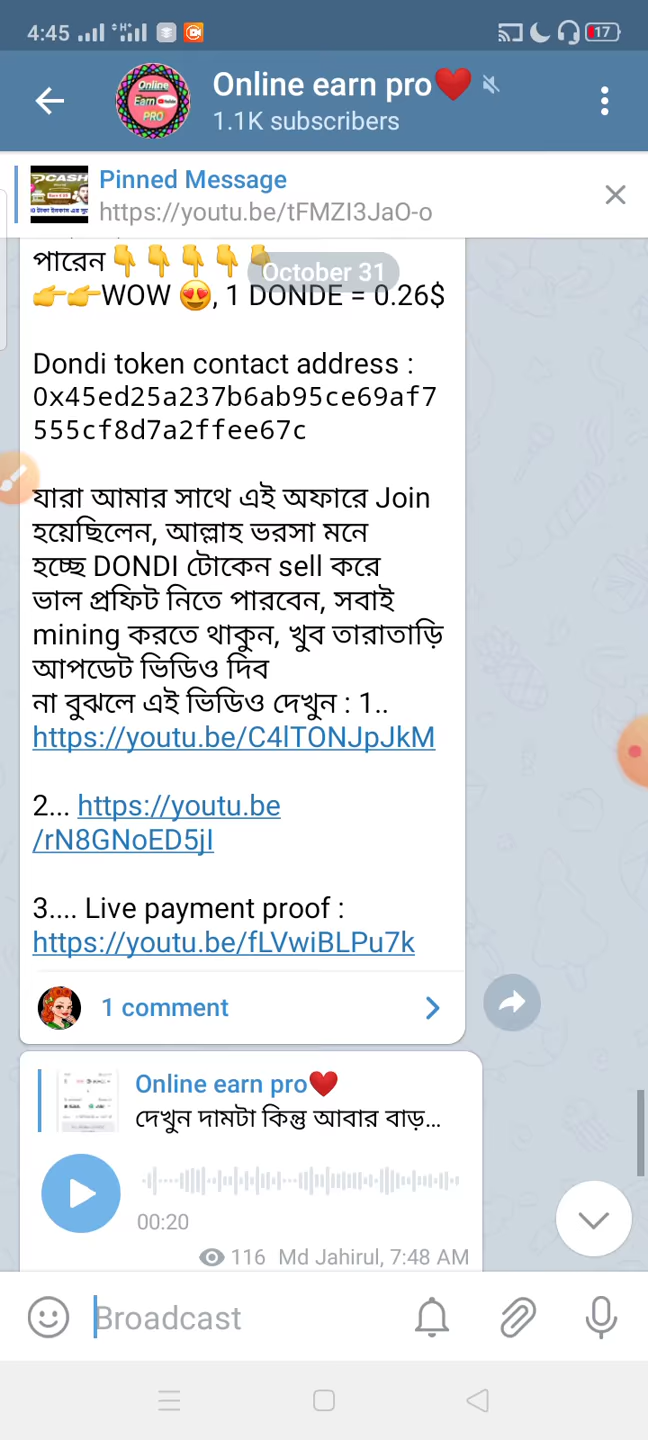 4:45
17
Online earn pro❤️
1.1K subscribers
Online
Earn
PRO
Pinned Message
https://youtu.be/tFMZI3JaO-o
October 31
পারেন👇👇👇👇👇
👉👉WOW 😍, 1 DONDE = 0.26$
Dondi token contact address :
0x45ed25a237b6ab95ce69af7
555cf8d7a2ffee67c
যারা আমার সাথে এই অফারে Join
হয়েছিলেন, আল্লাহ ভরসা মনে
হচ্ছে DONDI টোকেন sell করে
ভাল প্রফিট নিতে পারবেন, সবাই
mining করতে থাকুন, খুব তারাতাড়ি
আপডেট ভিডিও দিব
না বুঝলে এই ভিডিও দেখুন : 1..
https://youtu.be/C4lTONJpJkM
2... https://youtu.be
/rN8GNoED5jI
3.... Live payment proof :
https://youtu.be/fLVwiBLPu7k
1 comment
Online earn pro❤️
দেখুন দামটা কিন্তু আবার বাড়...
00:20
116 Md Jahirul, 7:48 AM
Broadcast